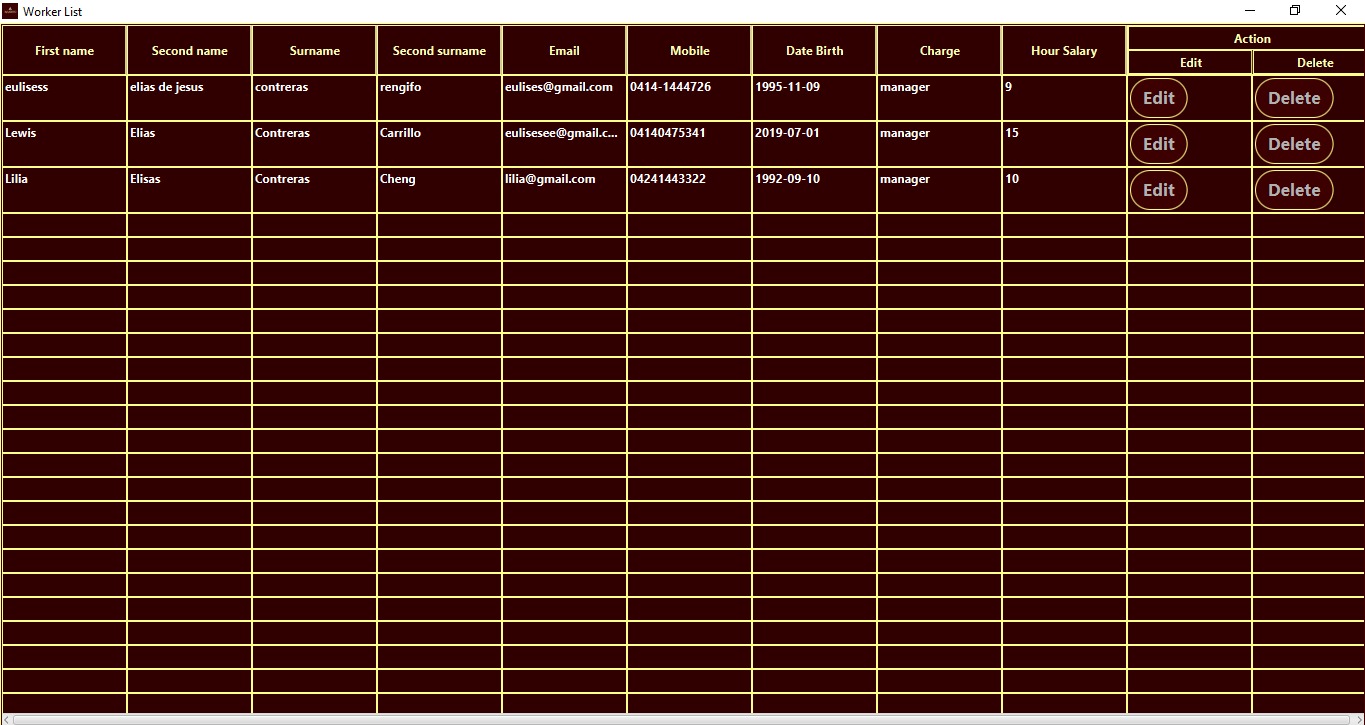 Worker List
First name Second name Surname Second surname Email Mobile Date Birth Charge Hour Salary Action
Edit Delete
eulisess elias de jesus contreras rengifo eulises@gmail.com 0414-1444726 1995-11-09 manager 9 Edit Delete
Lewis Elias Contreras Carrillo eulisesee@gmail.c... 04140475341 2019-07-01 manager 15 Edit Delete
Lilia Elisas Contreras Cheng lilia@gmail.com 04241443322 1992-09-10 manager 10 Edit Delete